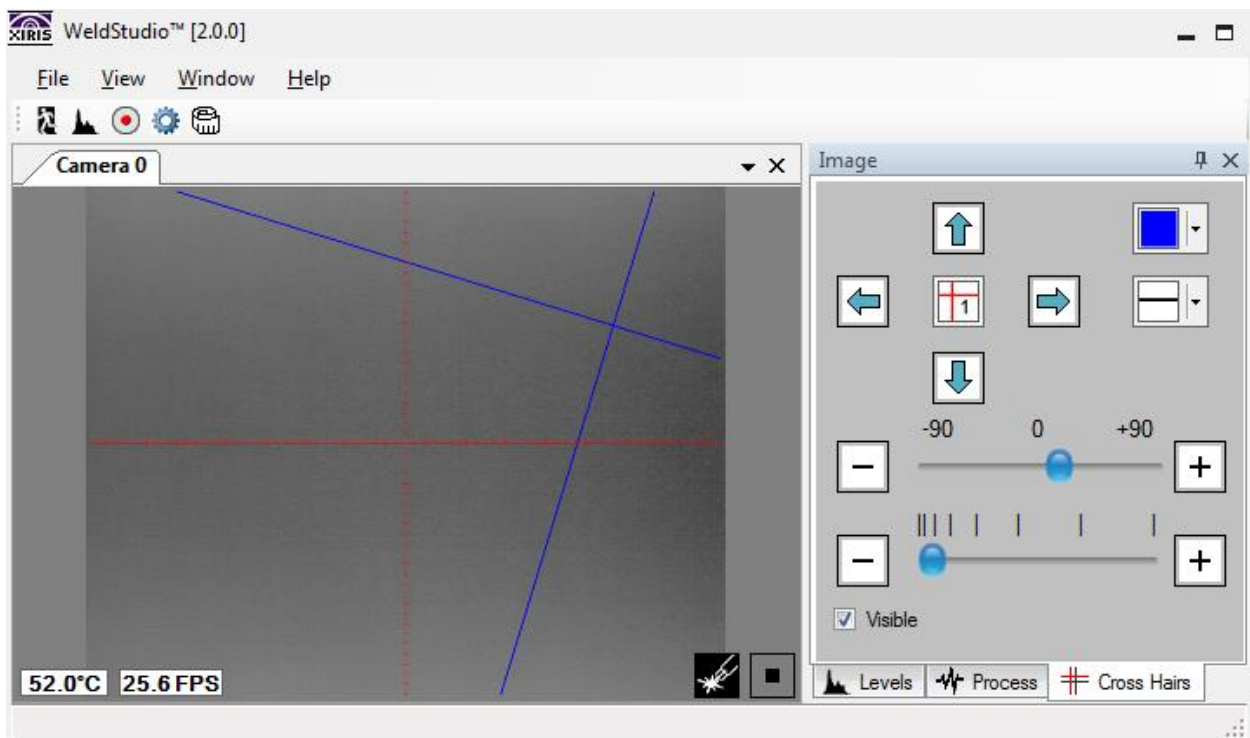 XIRIS WeldStudio™ [2.0.0]
File View Window Help
Camera 0
52.0°C 25.6 FPS
Image
1
-90 0 +90
Visible
Levels Process Cross Hairs